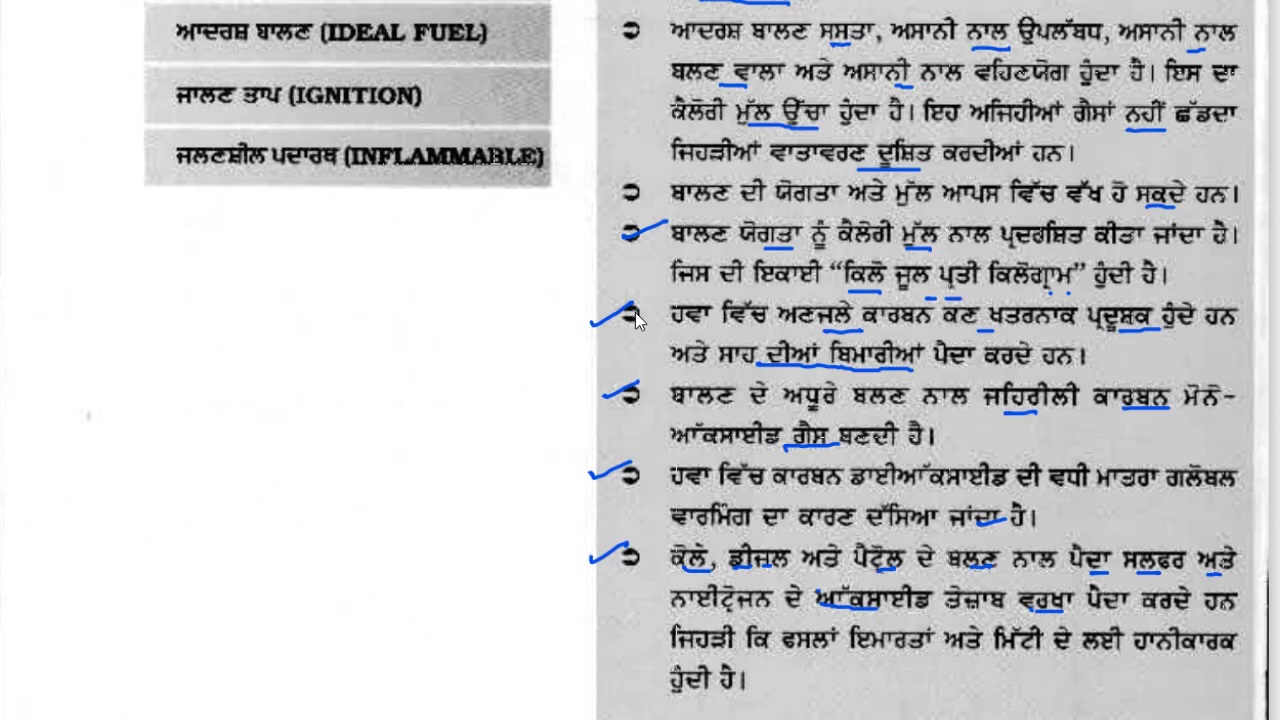 ਆਦਰਸ਼ ਬਾਲਣ (IDEAL FUEL)
ਜਾਲਣ ਤਾਪ (IGNITION)
ਜਲਣਸ਼ੀਲ ਪਦਾਰਥ (INFLAMMABLE)
ਆਦਰਸ਼ ਬਾਲਣ ਸਸਤਾ, ਅਸਾਨੀ ਨਾਲ ਉਪਲੱਬਧ, ਅਸਾਨੀ ਨਾਲ
ਬਲਣ ਵਾਲਾ ਅਤੇ ਅਸਾਨੀ ਨਾਲ ਵਹਿਣਯੋਗ ਹੁੰਦਾ ਹੈ। ਇਸ ਦਾ
ਕੈਲੋਰੀ ਮੁੱਲ ਉੱਚਾ ਹੁੰਦਾ ਹੈ। ਇਹ ਅਜਿਹੀਆਂ ਗੈਸਾਂ ਨਹੀਂ ਛੱਡਦਾ
ਜਿਹੜੀਆਂ ਵਾਤਾਵਰਣ ਦੂਸ਼ਿਤ ਕਰਦੀਆਂ ਹਨ।
ਬਾਲਣ ਦੀ ਯੋਗਤਾ ਅਤੇ ਮੁੱਲ ਆਪਸ ਵਿੱਚ ਵੱਖ ਹੋ ਸਕਦੇ ਹਨ।
ਬਾਲਣ ਯੋਗਤਾ ਨੂੰ ਕੈਲੋਰੀ ਮੁੱਲ ਨਾਲ ਪ੍ਰਦਰਸ਼ਿਤ ਕੀਤਾ ਜਾਂਦਾ ਹੈ।
ਜਿਸ ਦੀ ਇਕਾਈ “ਕਿਲੋ ਜੂਲ ਪ੍ਰਤੀ ਕਿਲੋਗ੍ਰਾਮ” ਹੁੰਦੀ ਹੈ।
ਹਵਾ ਵਿੱਚ ਅਣਜਲੇ ਕਾਰਬਨ ਕਣ ਖਤਰਨਾਕ ਪ੍ਰਦੂਸ਼ਕ ਹੁੰਦੇ ਹਨ
ਅਤੇ ਸਾਹ ਦੀਆਂ ਬਿਮਾਰੀਆਂ ਪੈਦਾ ਕਰਦੇ ਹਨ।
ਬਾਲਣ ਦੇ ਅਧੂਰੇ ਬਲਣ ਨਾਲ ਜਹਿਰੀਲੀ ਕਾਰਬਨ ਮੋਨੋ-
ਆੱਕਸਾਈਡ ਗੈਸ ਬਣਦੀ ਹੈ।
ਹਵਾ ਵਿੱਚ ਕਾਰਬਨ ਡਾਈਆੱਕਸਾਈਡ ਦੀ ਵਧੀ ਮਾਤਰਾ ਗਲੋਬਲ
ਵਾਰਮਿੰਗ ਦਾ ਕਾਰਣ ਦੱਸਿਆ ਜਾਂਦਾ ਹੈ।
ਕੋਲੇ, ਡੀਜਲ ਅਤੇ ਪੈਟ੍ਰੋਲ ਦੇ ਬਲਣ ਨਾਲ ਪੈਦਾ ਸਲਫਰ ਅਤੇ
ਨਾਈਟ੍ਰੋਜਨ ਦੇ ਆੱਕਸਾਈਡ ਤੇਜ਼ਾਬ ਵਰਖਾ ਪੈਦਾ ਕਰਦੇ ਹਨ
ਜਿਹੜੀ ਕਿ ਫਸਲਾਂ ਇਮਾਰਤਾਂ ਅਤੇ ਮਿੱਟੀ ਦੇ ਲਈ ਹਾਨੀਕਾਰਕ
ਹੁੰਦੀ ਹੈ।